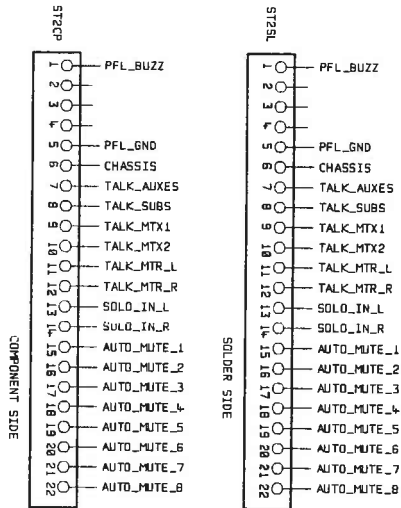 ST2CP
1 PFL_BUZZ
2
3
4
5 PFL_GND
6 CHASSIS
7 TALK_AUXES
8 TALK_SUBS
9 TALK_MTX1
10 TALK_MTX2
11 TALK_MTR_L
12 TALK_MTR_R
13 SOLO_IN_L
14 SOLO_IN_R
15 AUTO_MUTE_1
16 AUTO_MUTE_2
17 AUTO_MUTE_3
18 AUTO_MUTE_4
19 AUTO_MUTE_5
20 AUTO_MUTE_6
21 AUTO_MUTE_7
22 AUTO_MUTE_8
COMPONENT SIDE
ST2SL
1 PFL_BUZZ
2
3
4
5 PFL_GND
6 CHASSIS
7 TALK_AUXES
8 TALK_SUBS
9 TALK_MTX1
10 TALK_MTX2
11 TALK_MTR_L
12 TALK_MTR_R
13 SOLO_IN_L
14 SOLO_IN_R
15 AUTO_MUTE_1
16 AUTO_MUTE_2
17 AUTO_MUTE_3
18 AUTO_MUTE_4
19 AUTO_MUTE_5
20 AUTO_MUTE_6
21 AUTO_MUTE_7
22 AUTO_MUTE_8
SOLDER SIDE